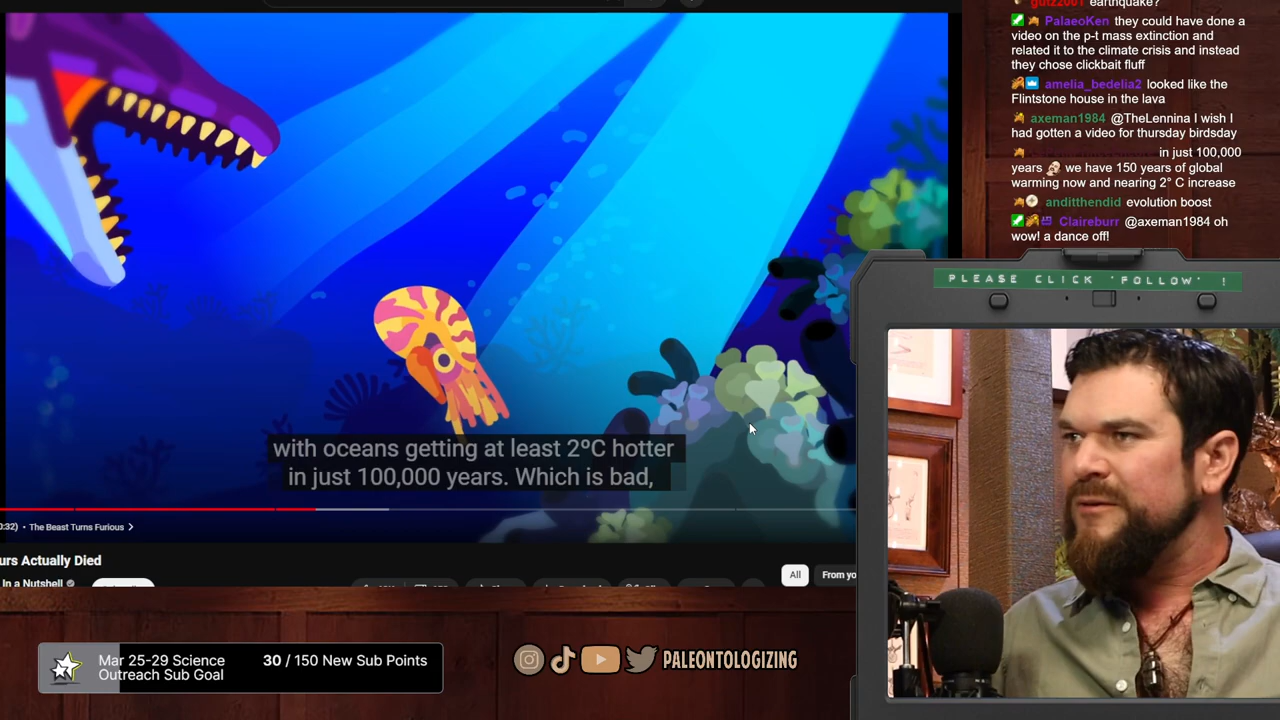 earthquake?
PalaeoKen they could have done a
video on the p-t mass extinction and
related it to the climate crisis and instead
they chose clickbait fluff
amelia_bedelia2 looked like the
Flintstone house in the lava
axeman1984 @TheLennina I wish I
had gotten a video for thursday birdsday
in just 100,000
years we have 150 years of global
warming now and nearing 2° C increase
anditthendid evolution boost
Claireburr @axeman1984 oh
wow! a dance off!
PLEASE CLICK 'FOLLOW' !
with oceans getting at least 2ºC hotter
in just 100,000 years. Which is bad,
0:32) • The Beast Turns Furious >
urs Actually Died
In a Nutshell
All From yo
Mar 25-29 Science 30 / 150 New Sub Points
Outreach Sub Goal
PALEONTOLOGIZING